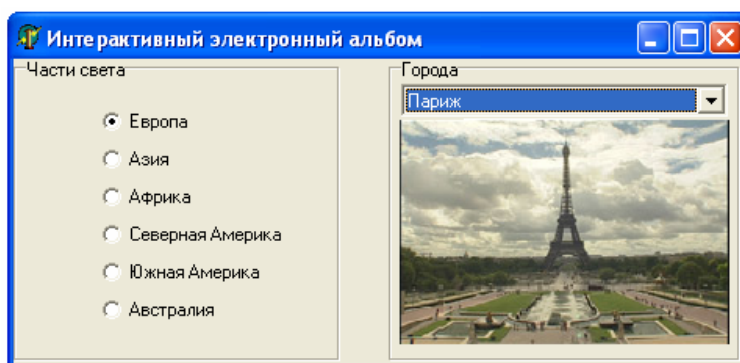 Интерактивный электронный альбом
Части света
Европа
Азия
Африка
Северная Америка
Южная Америка
Австралия
Города
Париж